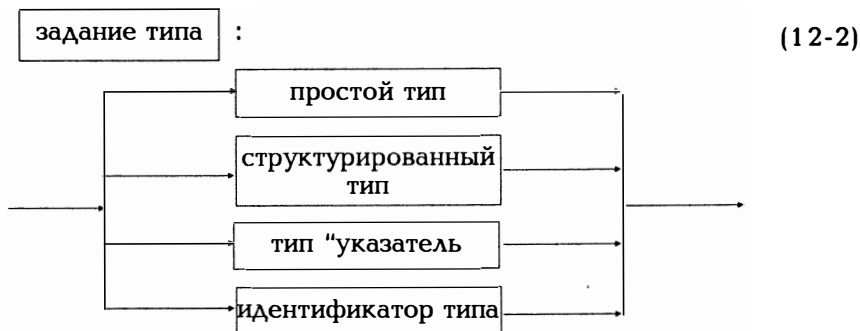 задание типа : (12-2)
простой тип
структурированный
тип
тип “указатель
идентификатор типа